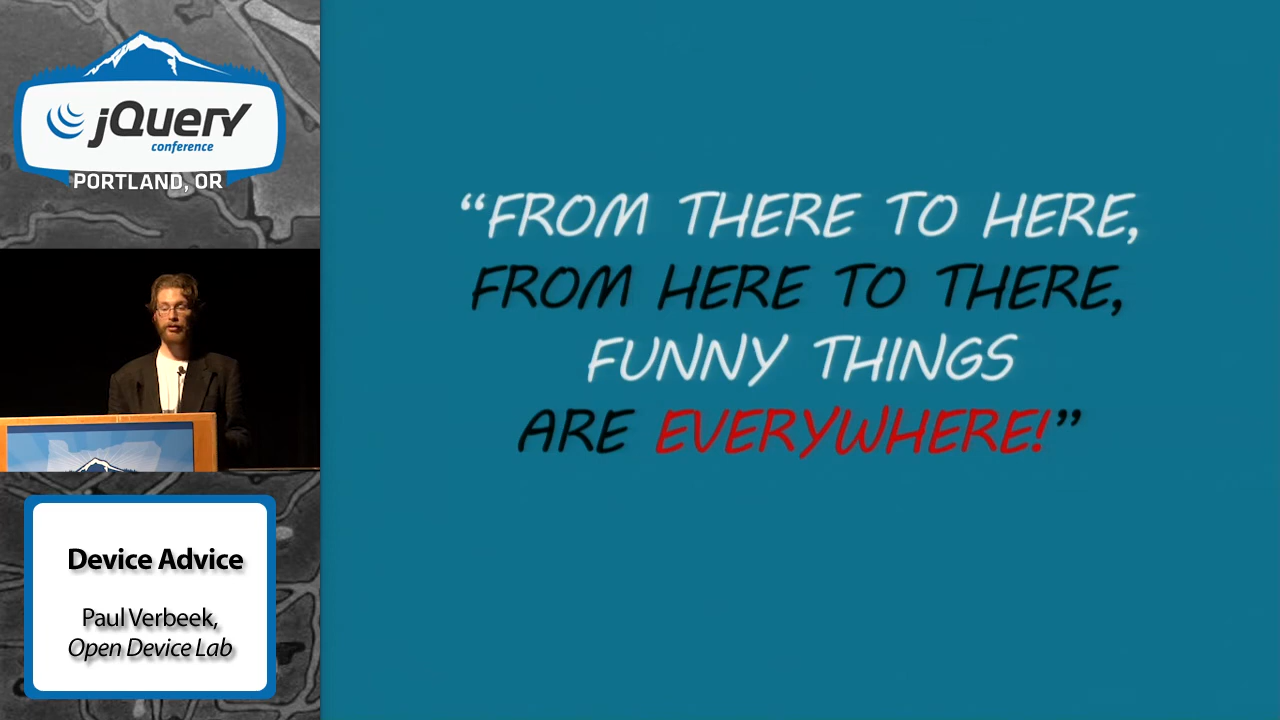 jQuery
conference
PORTLAND, OR
Device Advice
Paul Verbeek,
Open Device Lab
“FROM THERE TO HERE,
FROM HERE TO THERE,
FUNNY THINGS
ARE EVERYWHERE!”